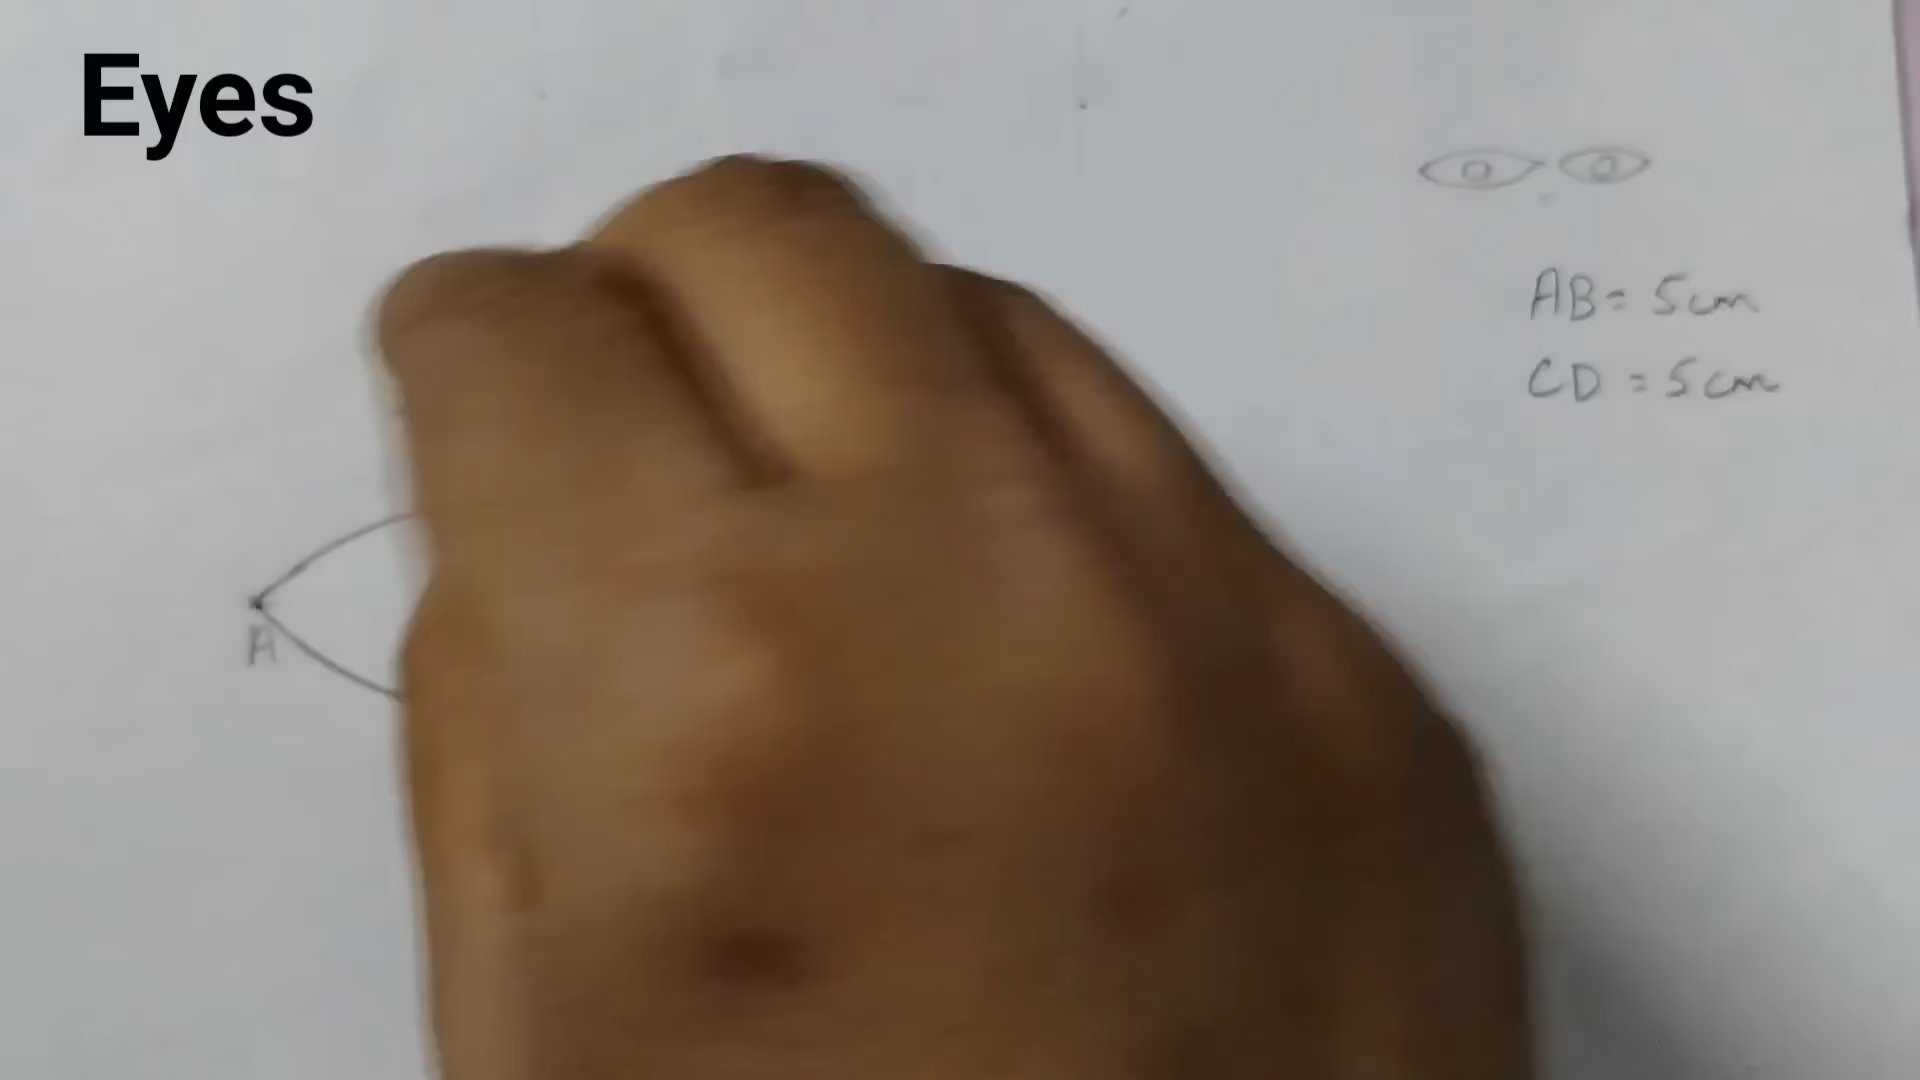 Eyes
AB = 5cm
CD = 5cm
A